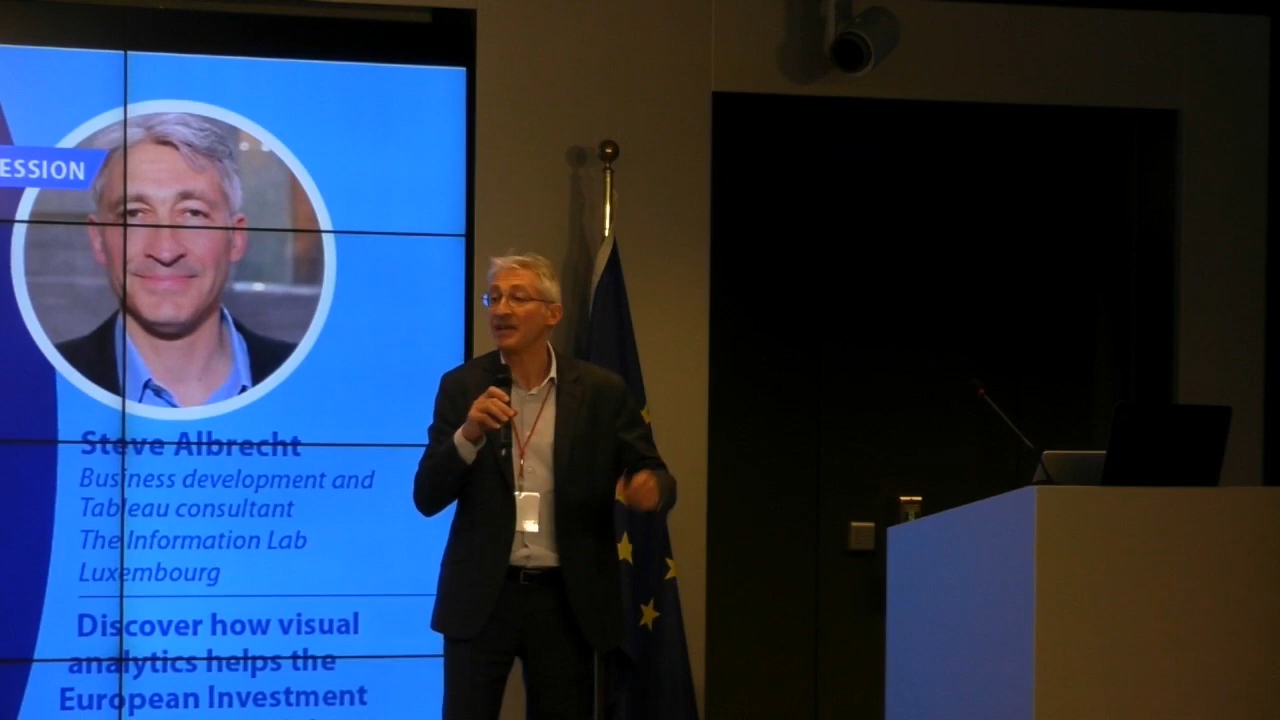 ESSION
Steve Albrecht
Business development and
Tableau consultant
The Information Lab
Luxembourg
Discover how visual
analytics helps the
European Investment